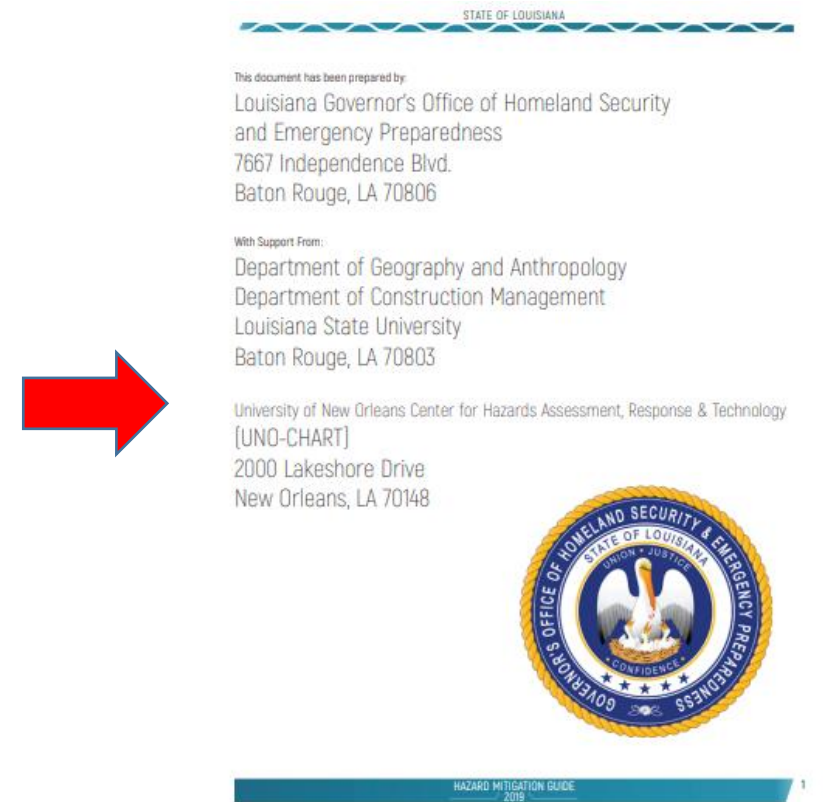 STATE OF LOUISIANA
This document has been prepared by:
Louisiana Governor's Office of Homeland Security
and Emergency Preparedness
7667 Independence Blvd.
Baton Rouge, LA 70806
With Support From:
Department of Geography and Anthropology
Department of Construction Management
Louisiana State University
Baton Rouge, LA 70803
University of New Orleans Center for Hazards Assessment, Response & Technology
(UNO-CHART)
2000 Lakeshore Drive
New Orleans, LA 70148
GOVERNOR'S OFFICE OF HOMELAND SECURITY & EMERGENCY PREPAREDNESS
STATE OF LOUISIANA
UNION • JUSTICE
• CONFIDENCE •
HAZARD MITIGATION GUIDE
2019
1